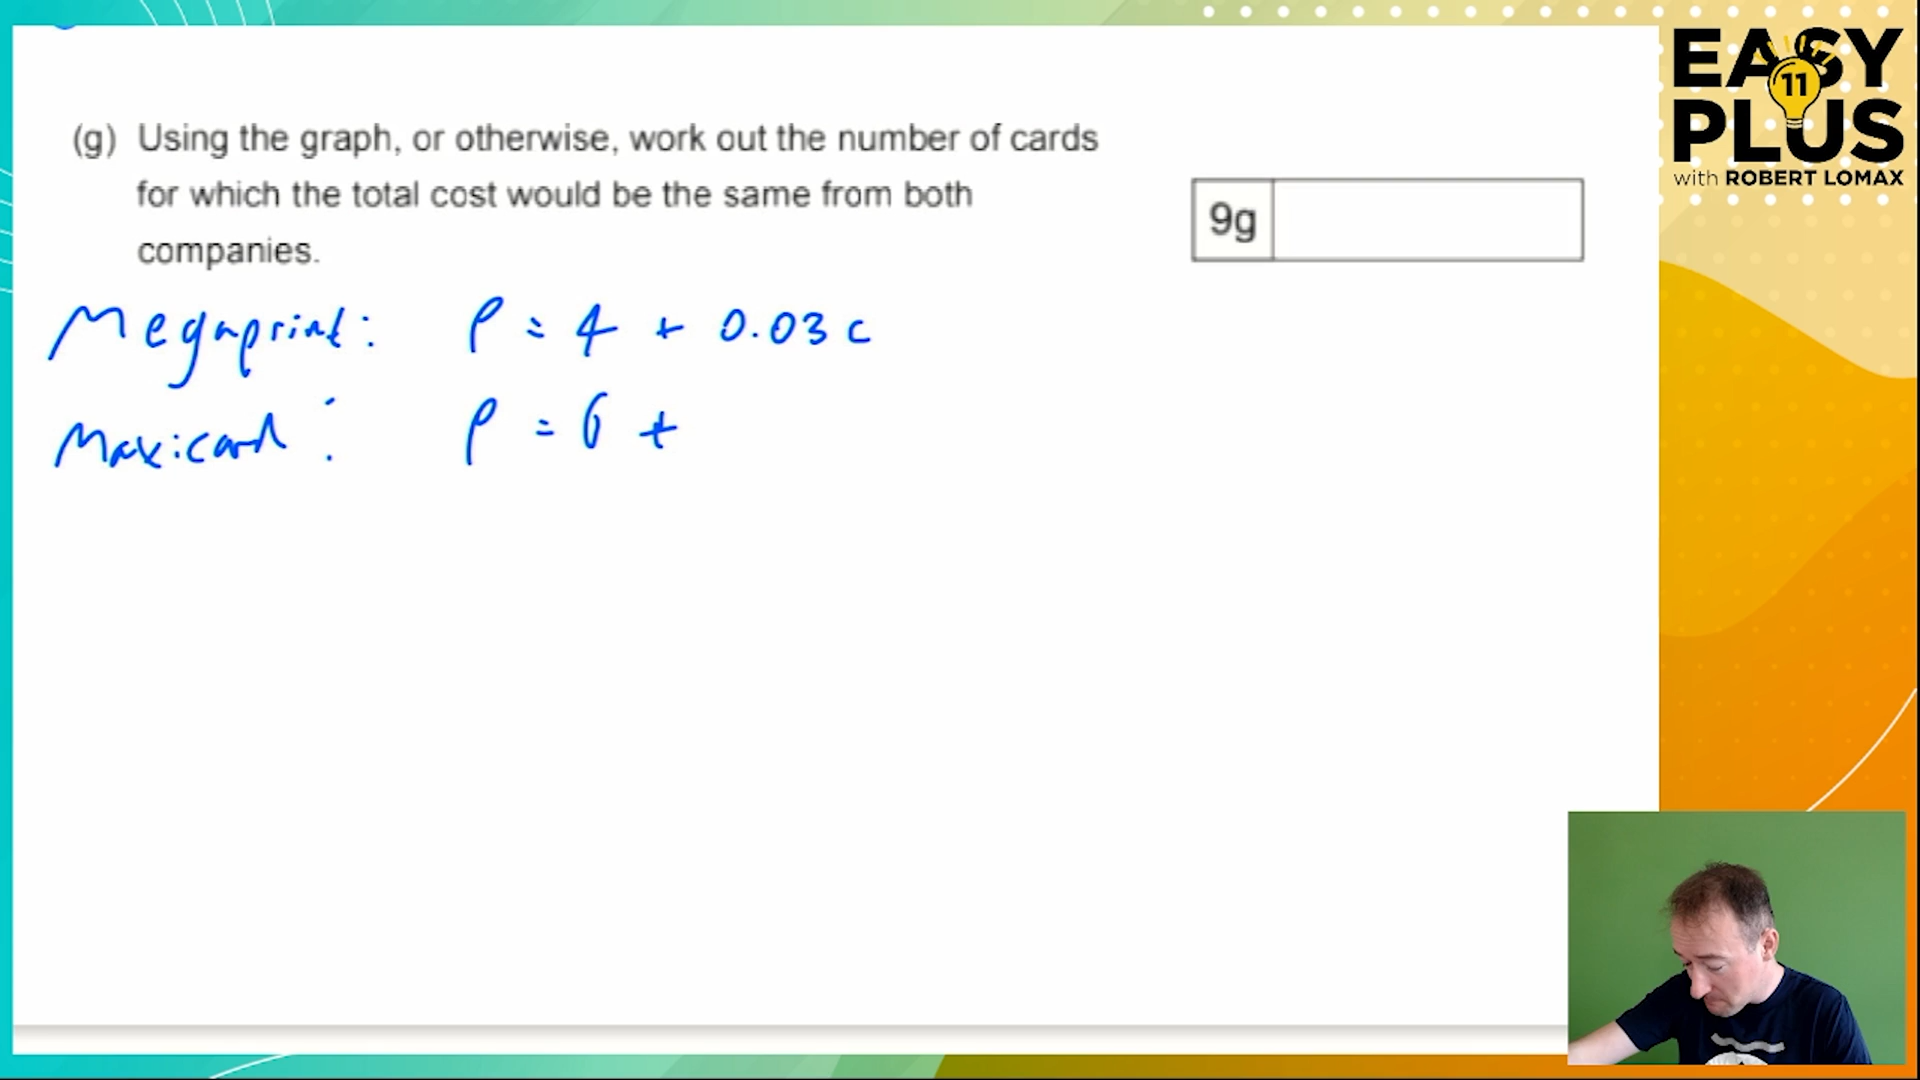 EASY
11
PLUS
with ROBERT LOMAX
(g) Using the graph, or otherwise, work out the number of cards
for which the total cost would be the same from both
companies.
9g
Megaprint: P = 4 + 0.03 c
Maxicard: P = 6 +